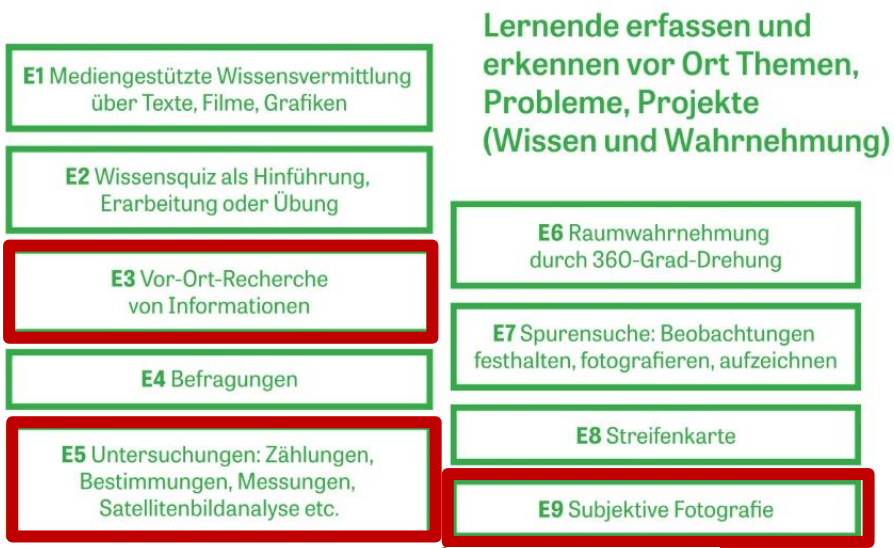 Lernende erfassen und
erkennen vor Ort Themen,
Probleme, Projekte
(Wissen und Wahrnehmung)
E1 Mediengestützte Wissensvermittlung
über Texte, Filme, Grafiken
E2 Wissensquiz als Hinführung,
Erarbeitung oder Übung
E3 Vor-Ort-Recherche
von Informationen
E4 Befragungen
E5 Untersuchungen: Zählungen,
Bestimmungen, Messungen,
Satellitenbildanalyse etc.
E6 Raumwahrnehmung
durch 360-Grad-Drehung
E7 Spurensuche: Beobachtungen
festhalten, fotografieren, aufzeichnen
E8 Streifenkarte
E9 Subjektive Fotografie